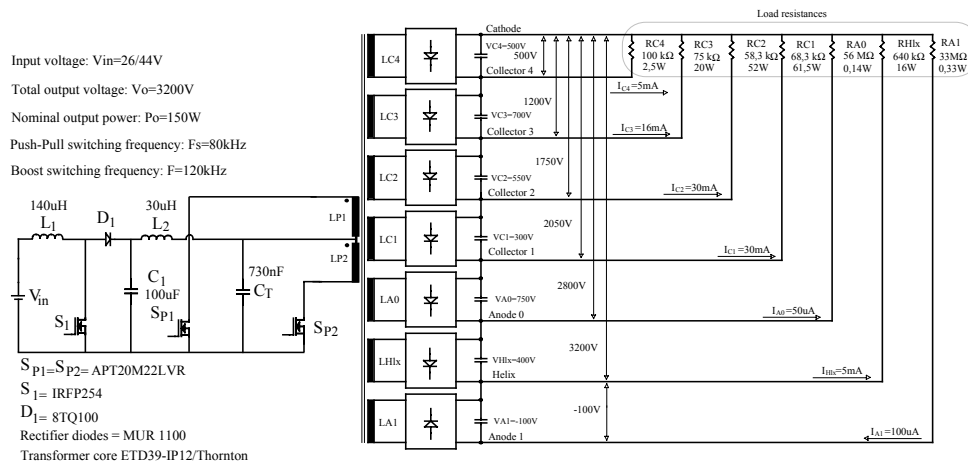 Load resistances
Cathode
RC4
100 kΩ
2,5W
RC3
75 kΩ
20W
RC2
58,3 kΩ
52W
RC1
68,3 kΩ
61,5W
RA0
56 MΩ
0,14W
RHlx
640 kΩ
16W
RA1
33MΩ
0,33W
Input voltage: Vin=26/44V
Total output voltage: Vo=3200V
Nominal output power: Po=150W
Push-Pull switching frequency: Fs=80kHz
Boost switching frequency: F=120kHz
LC4
VC4=500V
500V
Collector 4
IC4=5mA
1200V
LC3
VC3=700V
Collector 3
IC3=16mA
1750V
LC2
VC2=550V
Collector 2
IC2=30mA
2050V
LC1
VC1=300V
Collector 1
IC1=30mA
2800V
LA0
VA0=750V
Anode 0
IA0=50uA
3200V
LHlx
VHlx=400V
Helix
IHlx=5mA
-100V
LA1
VA1=-100V
Anode 1
IA1=100uA
140uH
L1
D1
30uH
L2
LP1
LP2
Vin
S1
C1
100uF
SP1
730nF
CT
SP2
SP1=SP2= APT20M22LVR
S1= IRFP254
D1= 8TQ100
Rectifier diodes = MUR 1100
Transformer core ETD39-IP12/Thornton